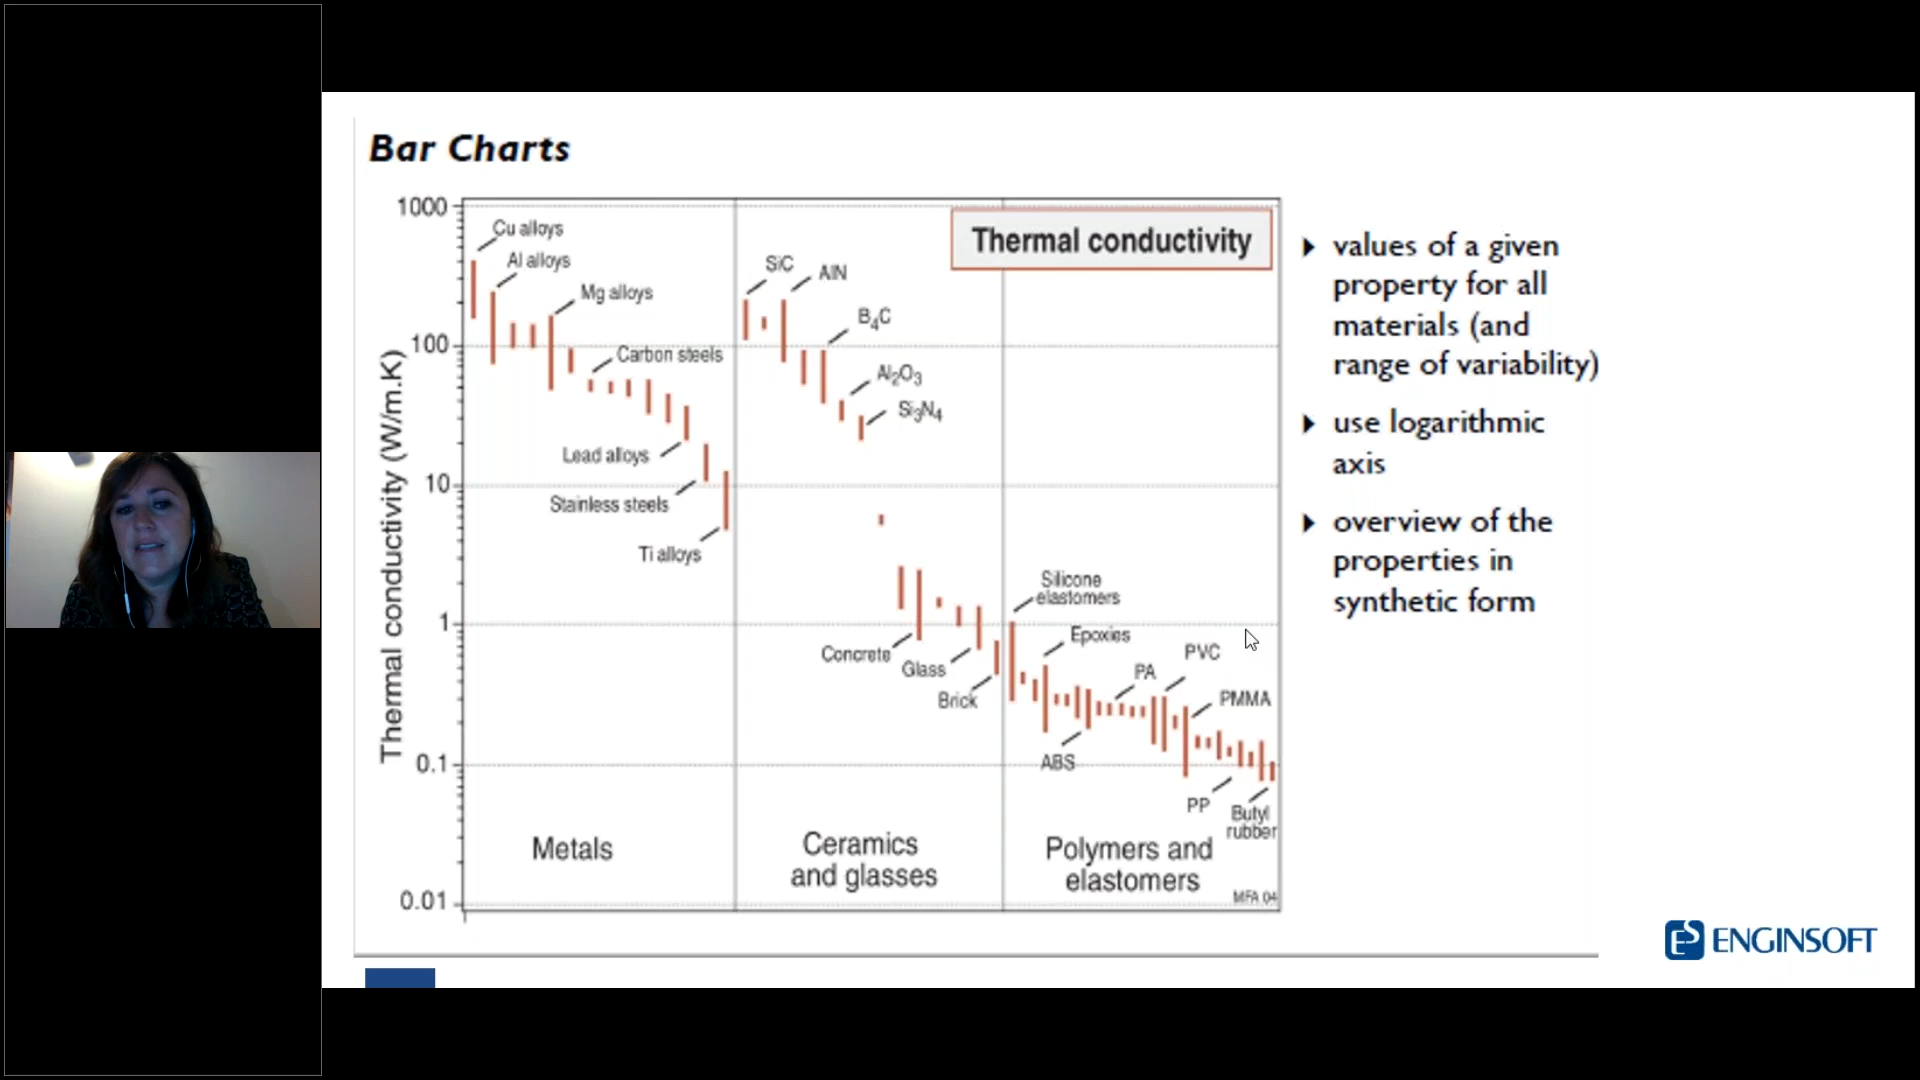 Bar Charts
1000
100
10
1
0.1
0.01
Thermal conductivity (W/m.K)
Thermal conductivity
Cu alloys
Al alloys
Mg alloys
Carbon steels
Lead alloys
Stainless steels
Ti alloys
Metals
SiC
AlN
B4C
Al2O3
Si3N4
Concrete
Glass
Brick
Ceramics
and glasses
Silicone
elastomers
Epoxies
PA
PVC
PMMA
ABS
PP
Butyl
rubber
Polymers and
elastomers
MFA 04
values of a given
property for all
materials (and
range of variability)
use logarithmic
axis
overview of the
properties in
synthetic form
ES ENGINSOFT